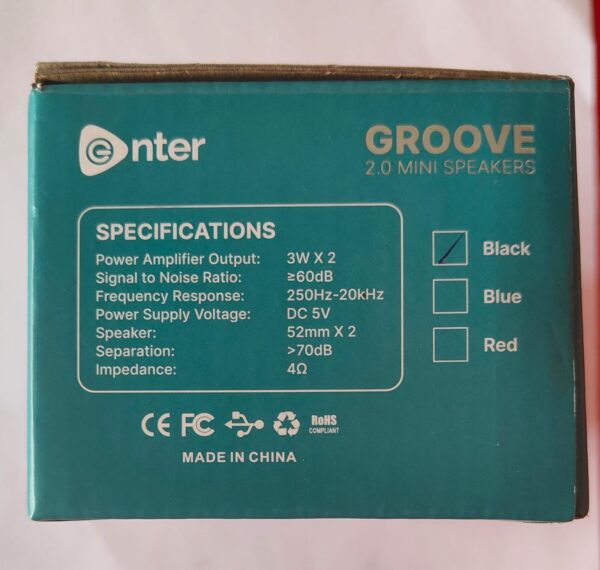 enter
GROOVE
2.0 MINI SPEAKERS
SPECIFICATIONS
Power Amplifier Output: 3W X 2
Signal to Noise Ratio: ≥60dB
Frequency Response: 250Hz-20kHz
Power Supply Voltage: DC 5V
Speaker: 52mm X 2
Separation: >70dB
Impedance: 4Ω
Black
Blue
Red
CE FC RoHS
COMPLIANT
MADE IN CHINA